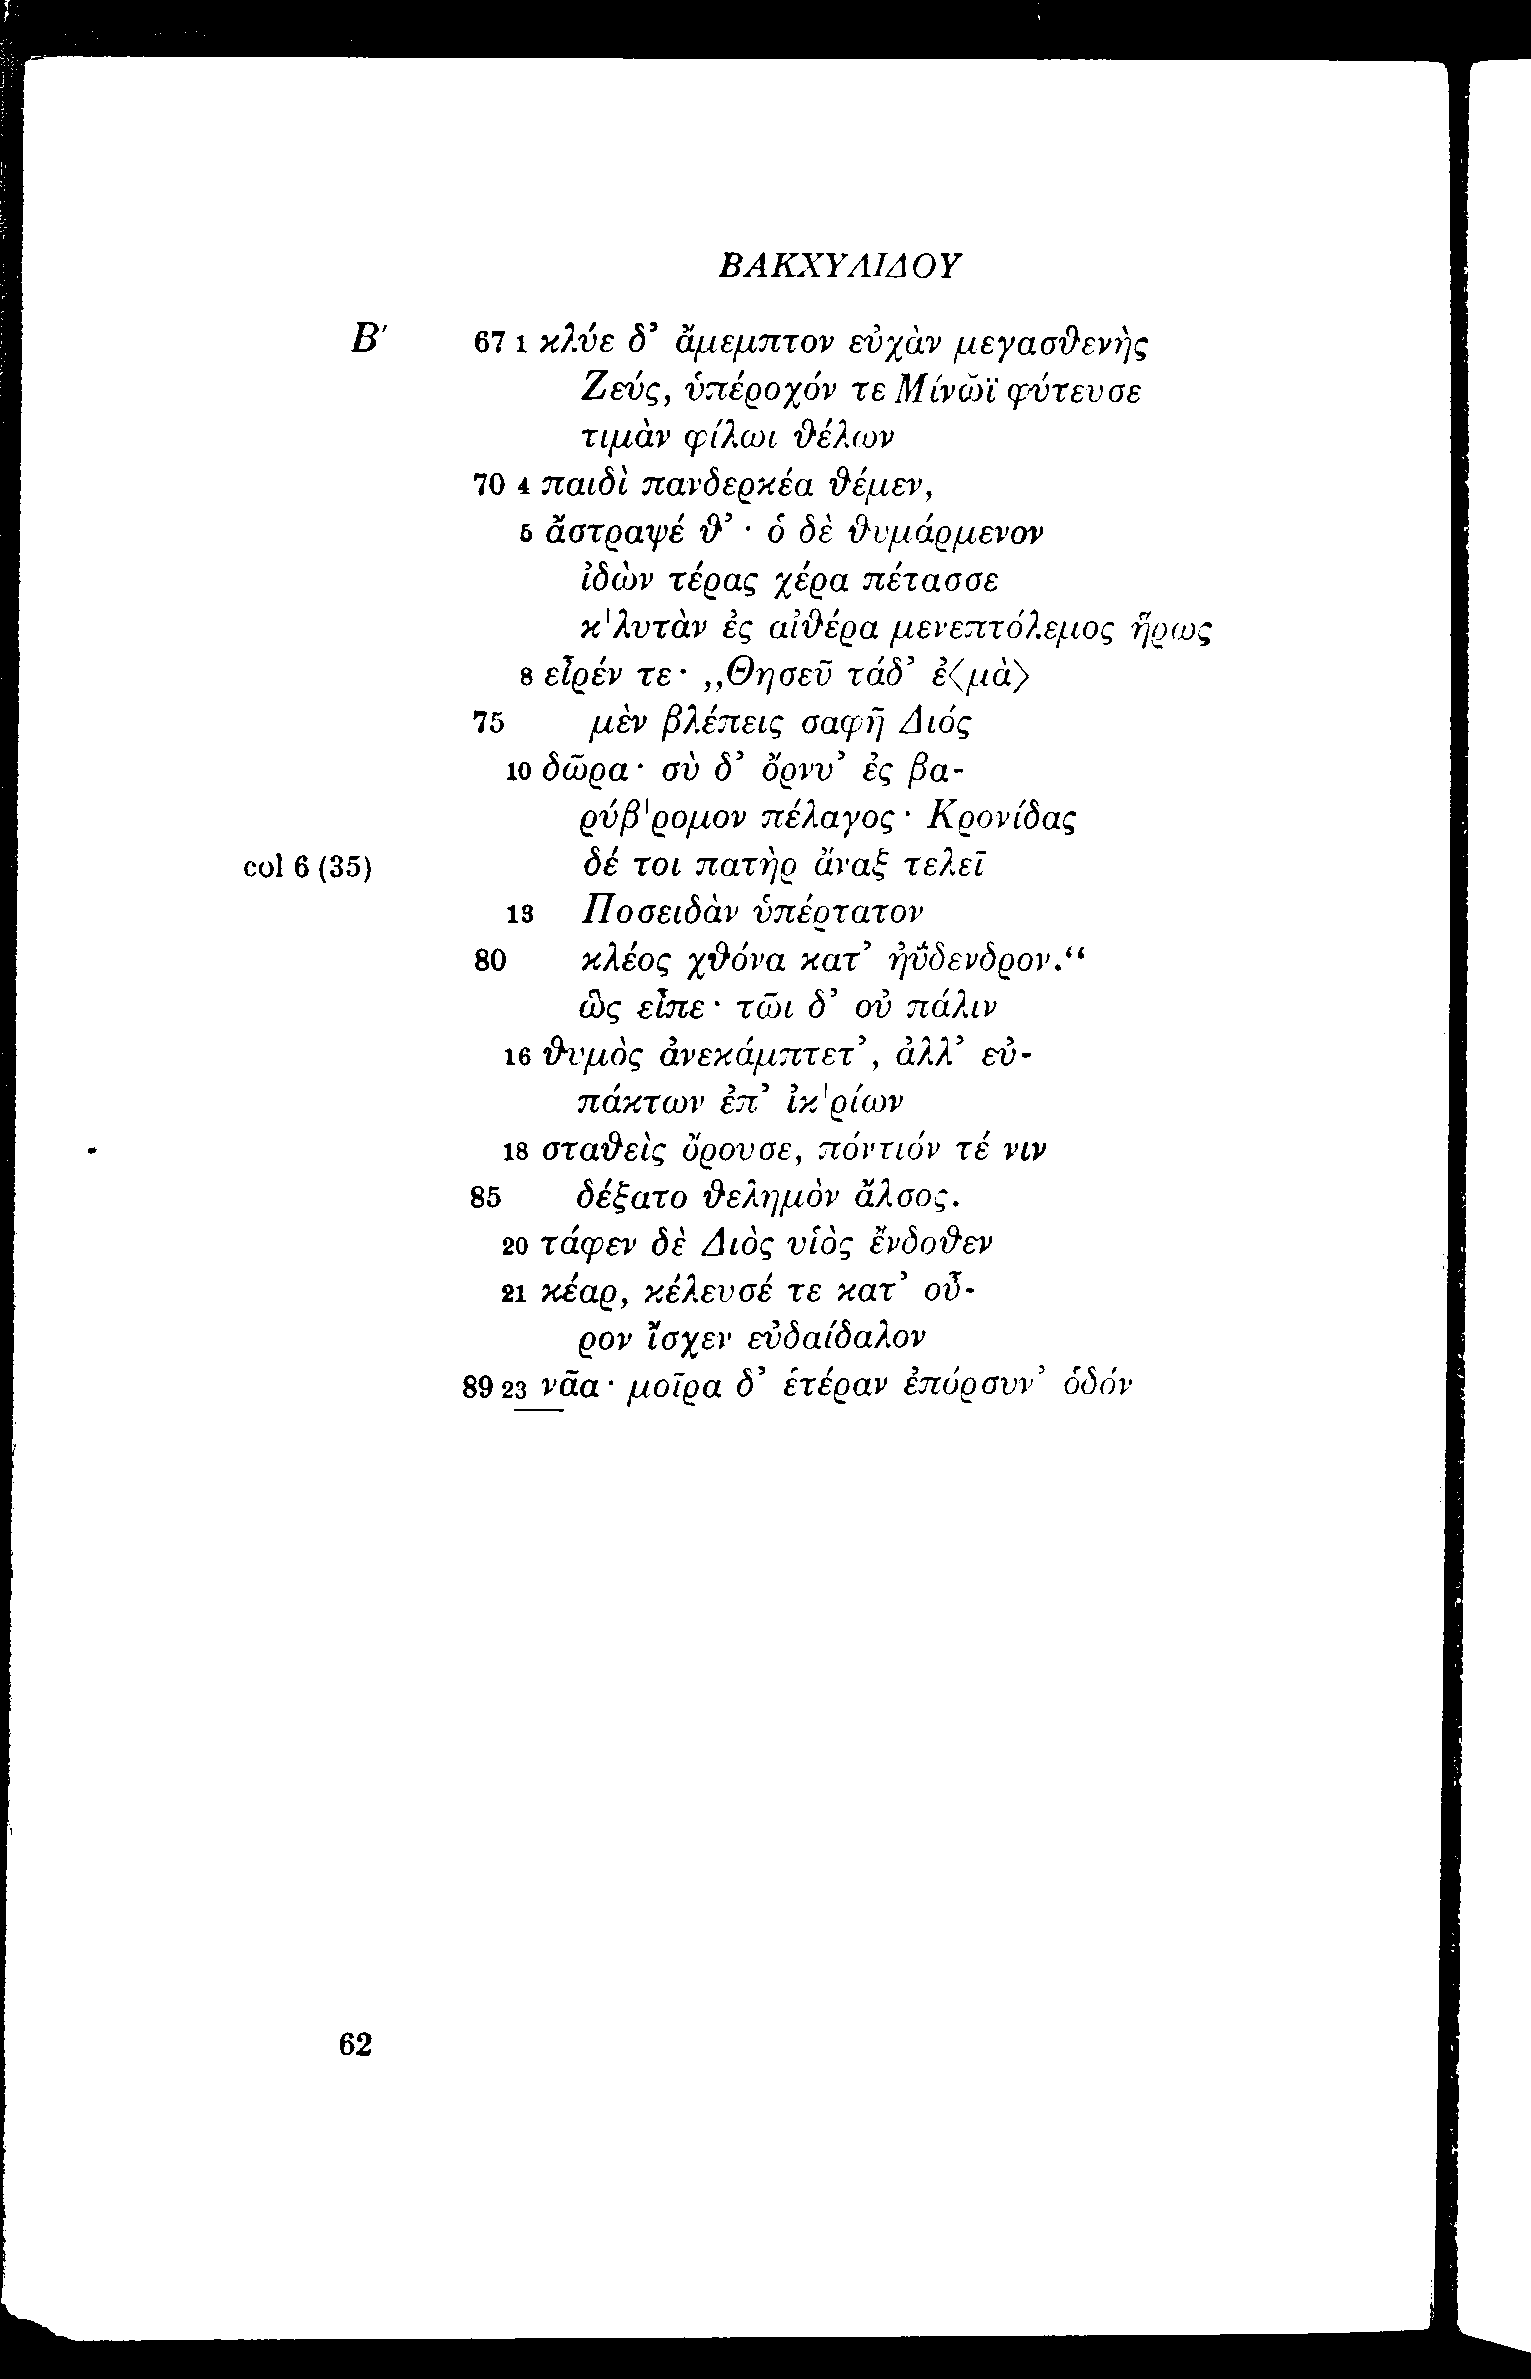 ΒΑΚΧΥΛΙΔΟΥ
Β′ 67 1 κλύε δ’ ἄμεμπτον εὐχὰν μεγασθενὴς
Ζεύς, ὑπέροχόν τε Μίνῳϊ φύτευσε
τιμὰν φίλωι θέλων
70 4 παιδὶ πανδερκέα θέμεν,
5 ἄστραψέ θ’· ὁ δὲ θυμάρμενον
ἰδὼν τέρας χέρα πέτασσε
κ'λυτὰν ἐς αἰθέρα μενεπτόλεμος ἥρως
8 εἶρέν τε· „Θησεῦ τάδ’ ἐ⟨μὰ⟩
75 μὲν βλέπεις σαφῆ Διός
10 δῶρα· σὺ δ’ ὄρνυ’ ἐς βα-
ρύβ'ρομον πέλαγος· Κρονίδας
col 6 (35) δέ τοι πατὴρ ἄναξ τελεῖ
13 Ποσειδὰν ὑπέρτατον
80 κλέος χθόνα κατ’ ηὔδενδρον.“
ὣς εἶπε· τῶι δ’ οὐ πάλιν
16 θυμὸς ἀνεκάμπτετ’, ἀλλ’ εὐ-
πάκτων ἐπ’ ἰκ'ρίων
18 σταθεὶς ὄρουσε, πόντιόν τέ νιν
85 δέξατο θελημὸν ἄλσος.
20 τάφεν δὲ Διὸς υἱὸς ἔνδοθεν
21 κέαρ, κέλευσέ τε κατ’ οὖ-
ρον ἴσχεν εὐδαίδαλον
89 23 νᾶα· μοῖρα δ’ ἑτέραν ἐπόρσυν’ ὁδόν
62